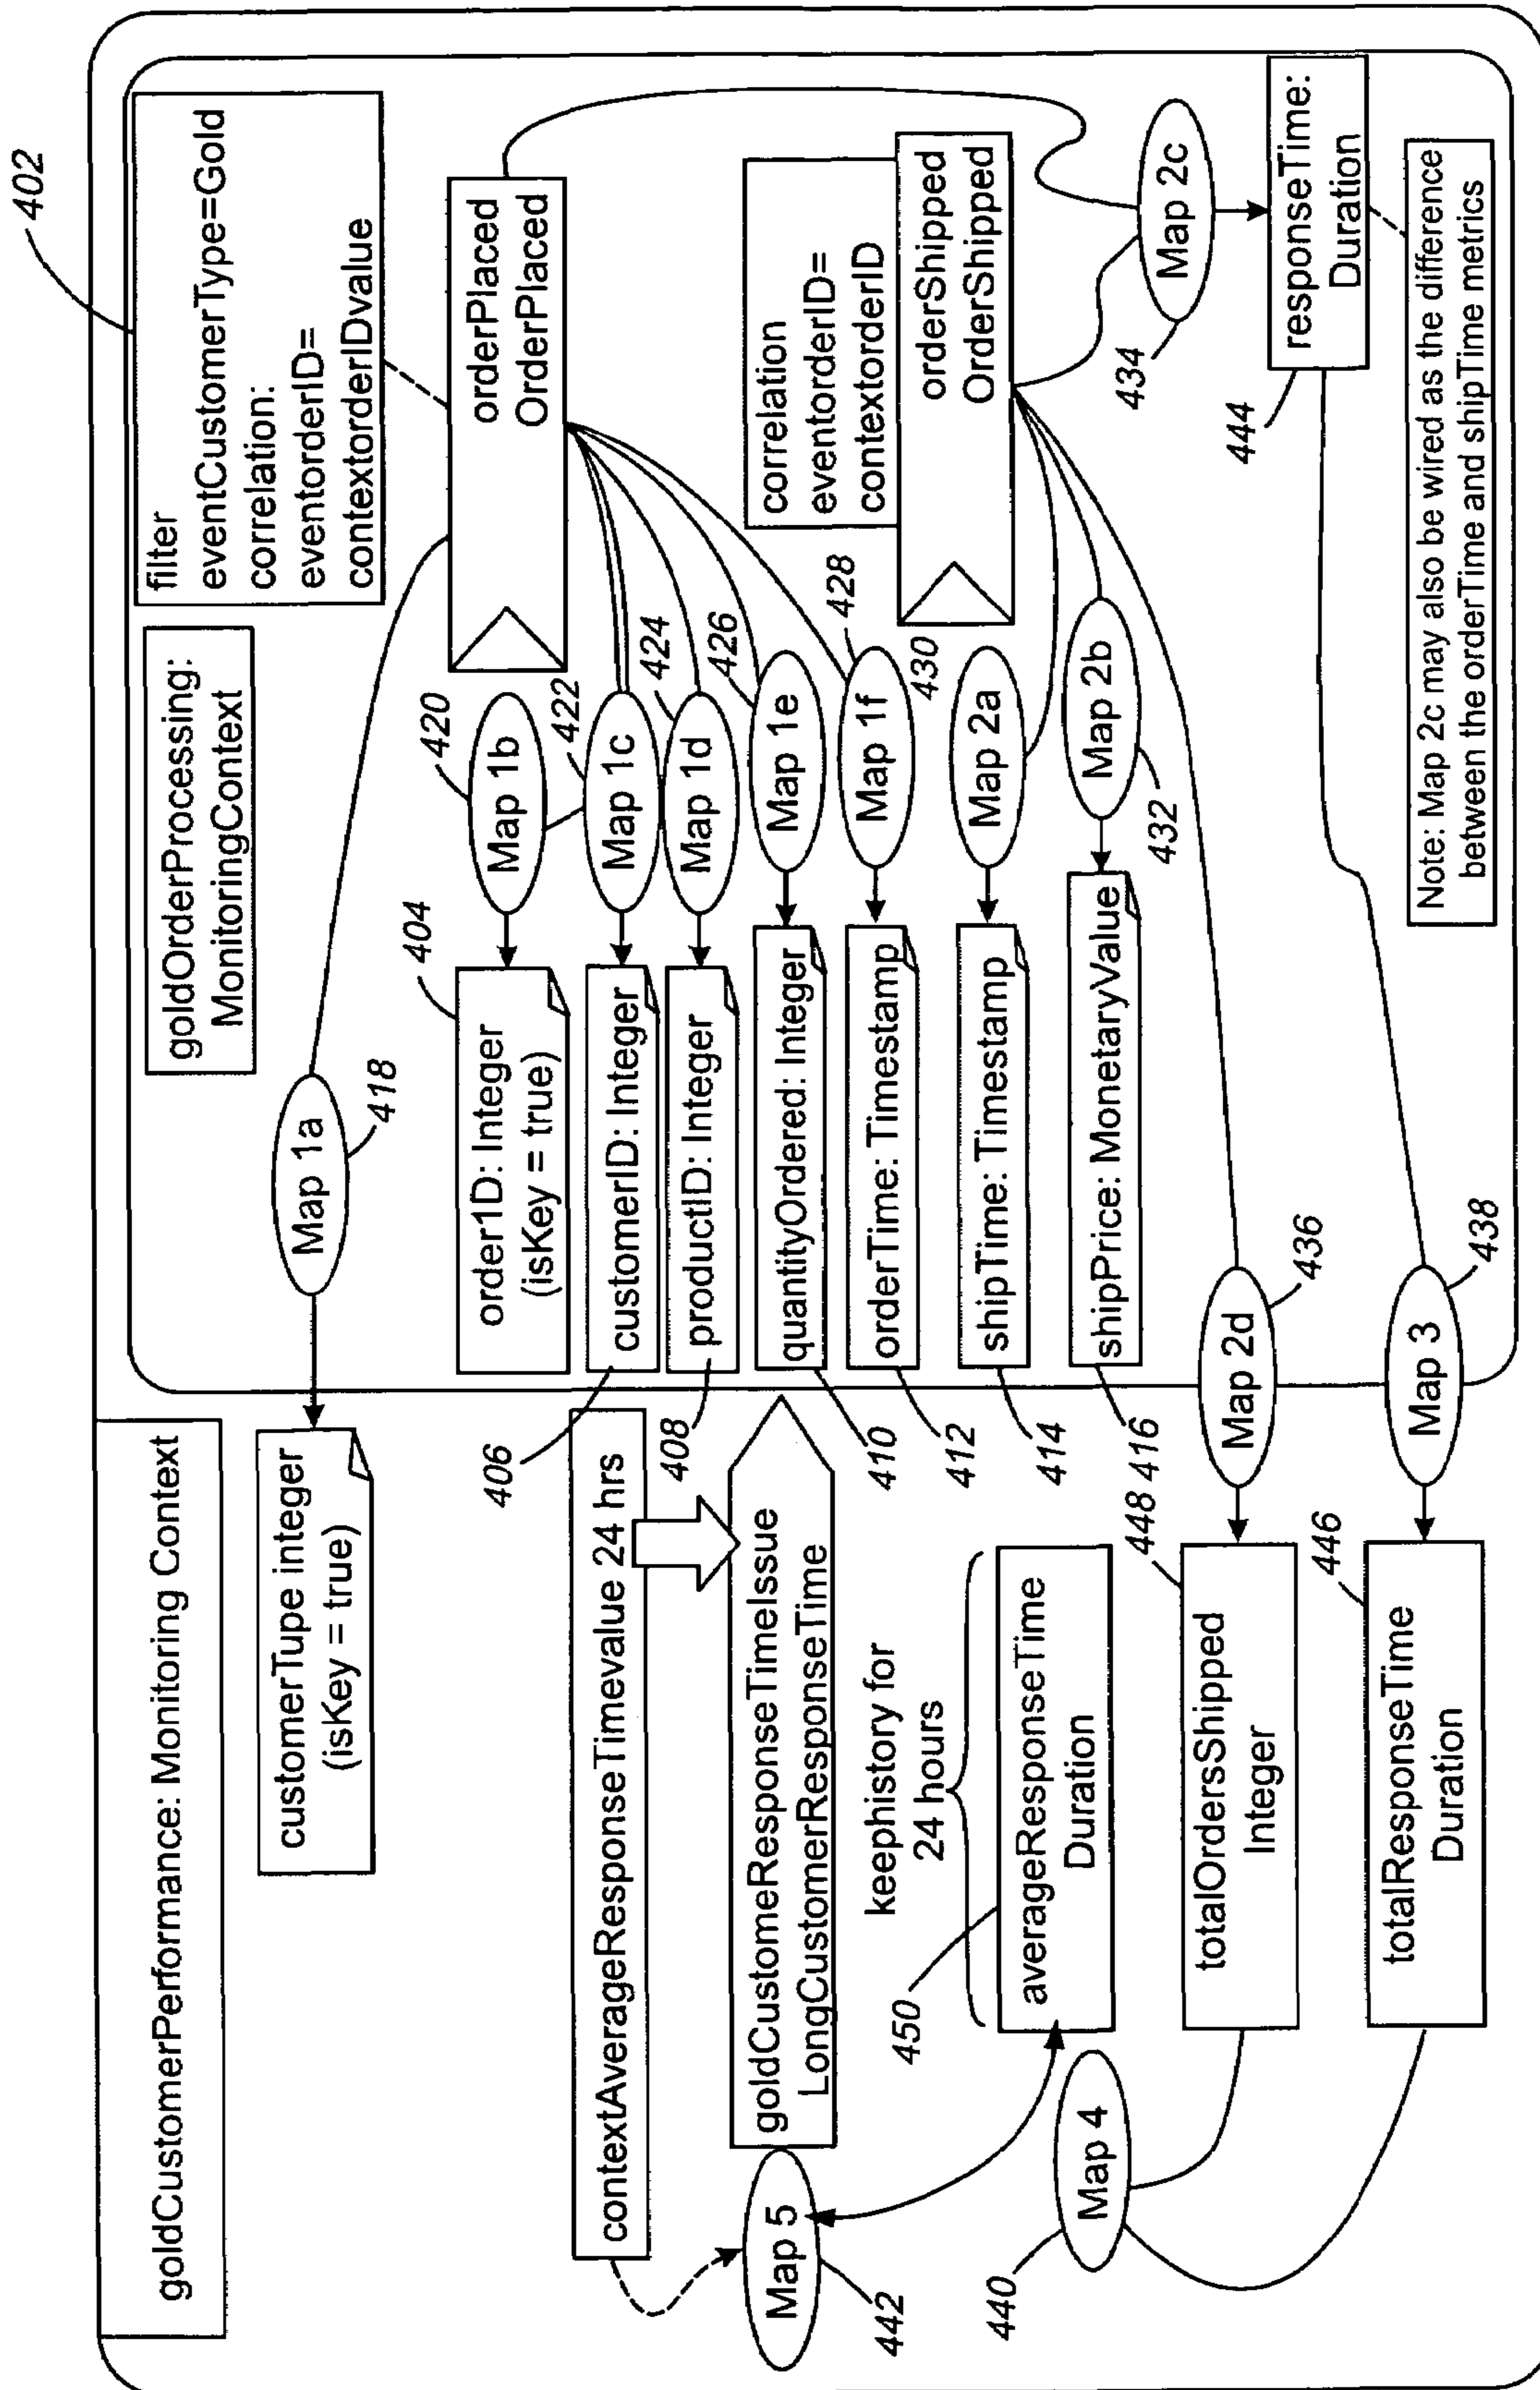 goldCustomerPerformance: Monitoring Context
customerTupe integer
(isKey = true)
contextAverageResponseTimevalue 24 hrs
goldCustomeResponseTimeIssue
LongCustomerResponseTime
Map 5
442
keephistory for
24 hours
450
averageResponseTime
Duration
440
Map 4
448
totalOrdersShipped
Integer
446
totalResponseTime
Duration
402
goldOrderProcessing:
MonitoringContext
filter
eventCustomerType=Gold
correlation:
eventorderID=
contextorderIDvalue
Map 1a
418
orderPlaced
OrderPlaced
404
order1D: Integer
(isKey = true)
420
Map 1b
406
customerID: Integer
422
Map 1c
408
productID: Integer
424
Map 1d
410
quantityOrdered: Integer
426
Map 1e
412
orderTime: Timestamp
428
Map 1f
correlation
eventorderID=
contextorderID
orderShipped
OrderShipped
414
shipTime: Timestamp
430
Map 2a
416
shipPrice: MonetaryValue
432
Map 2b
434
Map 2c
436
Map 2d
444
responseTime:
Duration
438
Map 3
Note: Map 2c may also be wired as the difference
between the orderTime and shipTime metrics